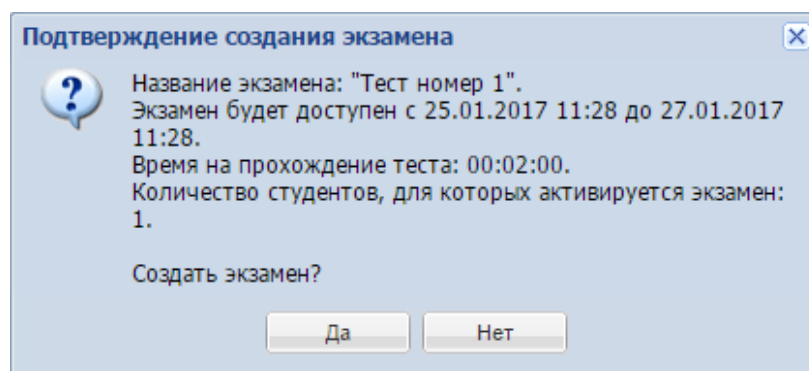 Подтверждение создания экзамена
Название экзамена: "Тест номер 1".
Экзамен будет доступен с 25.01.2017 11:28 до 27.01.2017
11:28.
Время на прохождение теста: 00:02:00.
Количество студентов, для которых активируется экзамен:
1.
Создать экзамен?
Да Нет